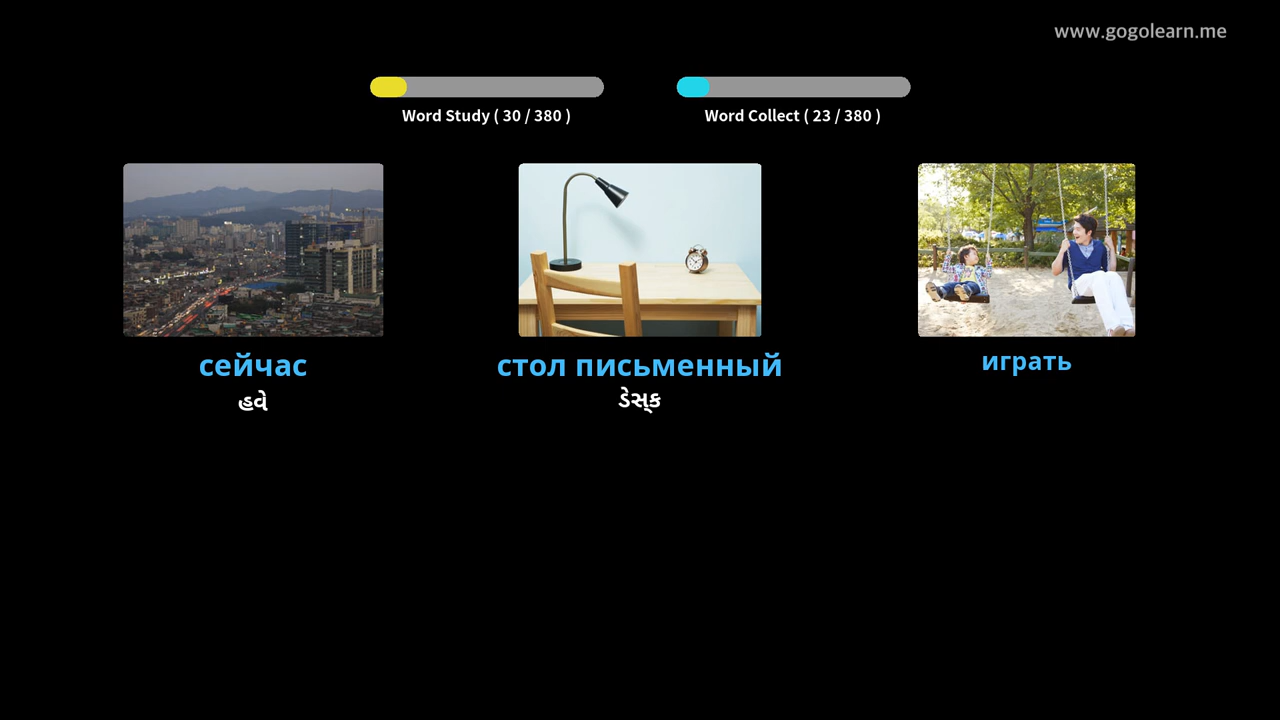 www.gogolearn.me
Word Study ( 30 / 380 )
Word Collect ( 23 / 380 )
сейчас
стол письменный
играть
હવે
ડેસ્ક